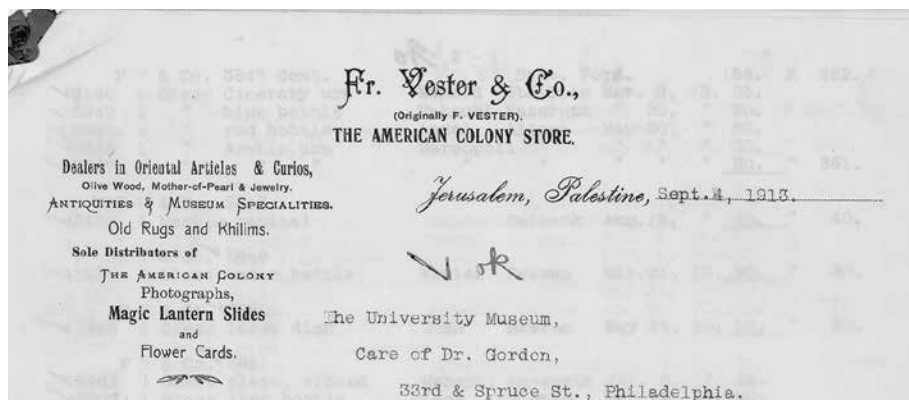 Fr. Vester & Co.,
(Originally F. VESTER).
THE AMERICAN COLONY STORE.
Dealers in Oriental Articles & Curios,
Olive Wood, Mother-of-Pearl & Jewelry.
ANTIQUITIES & MUSEUM SPECIALITIES.
Old Rugs and Khilims.
Sole Distributors of
THE AMERICAN COLONY
Photographs,
Magic Lantern Slides
and
Flower Cards.
Jerusalem, Palestine, Sept. 4, 1913.
ok
The University Museum,
Care of Dr. Gordon,
33rd & Spruce St., Philadelphia.